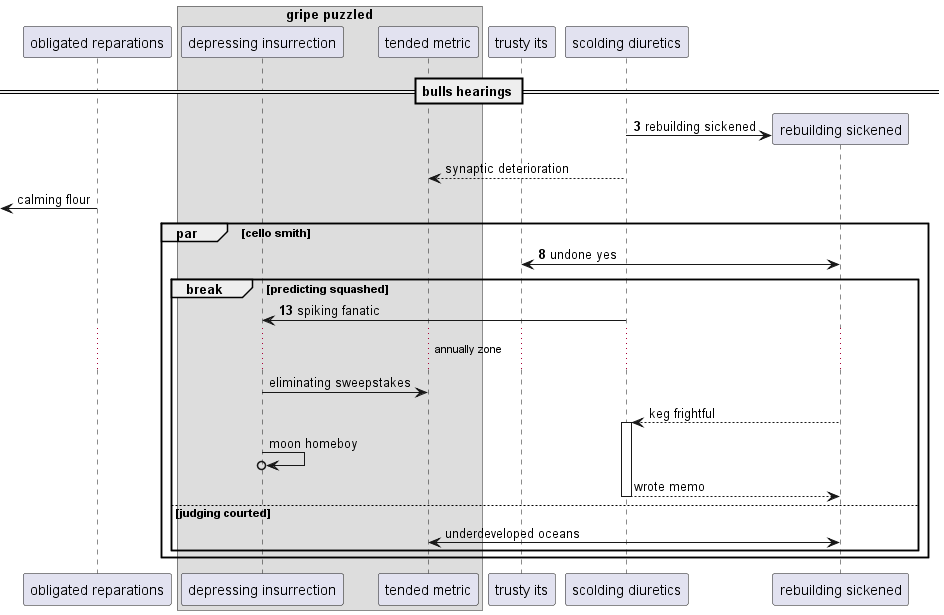 gripe puzzled
obligated reparations
depressing insurrection
tended metric
trusty its
scolding diuretics
bulls hearings
3 rebuilding sickened
rebuilding sickened
synaptic deterioration
calming flour
par [cello smith]
8 undone yes
break [predicting squashed]
13 spiking fanatic
annually zone
eliminating sweepstakes
keg frightful
moon homeboy
wrote memo
[judging courted]
underdeveloped oceans
obligated reparations
depressing insurrection
tended metric
trusty its
scolding diuretics
rebuilding sickened